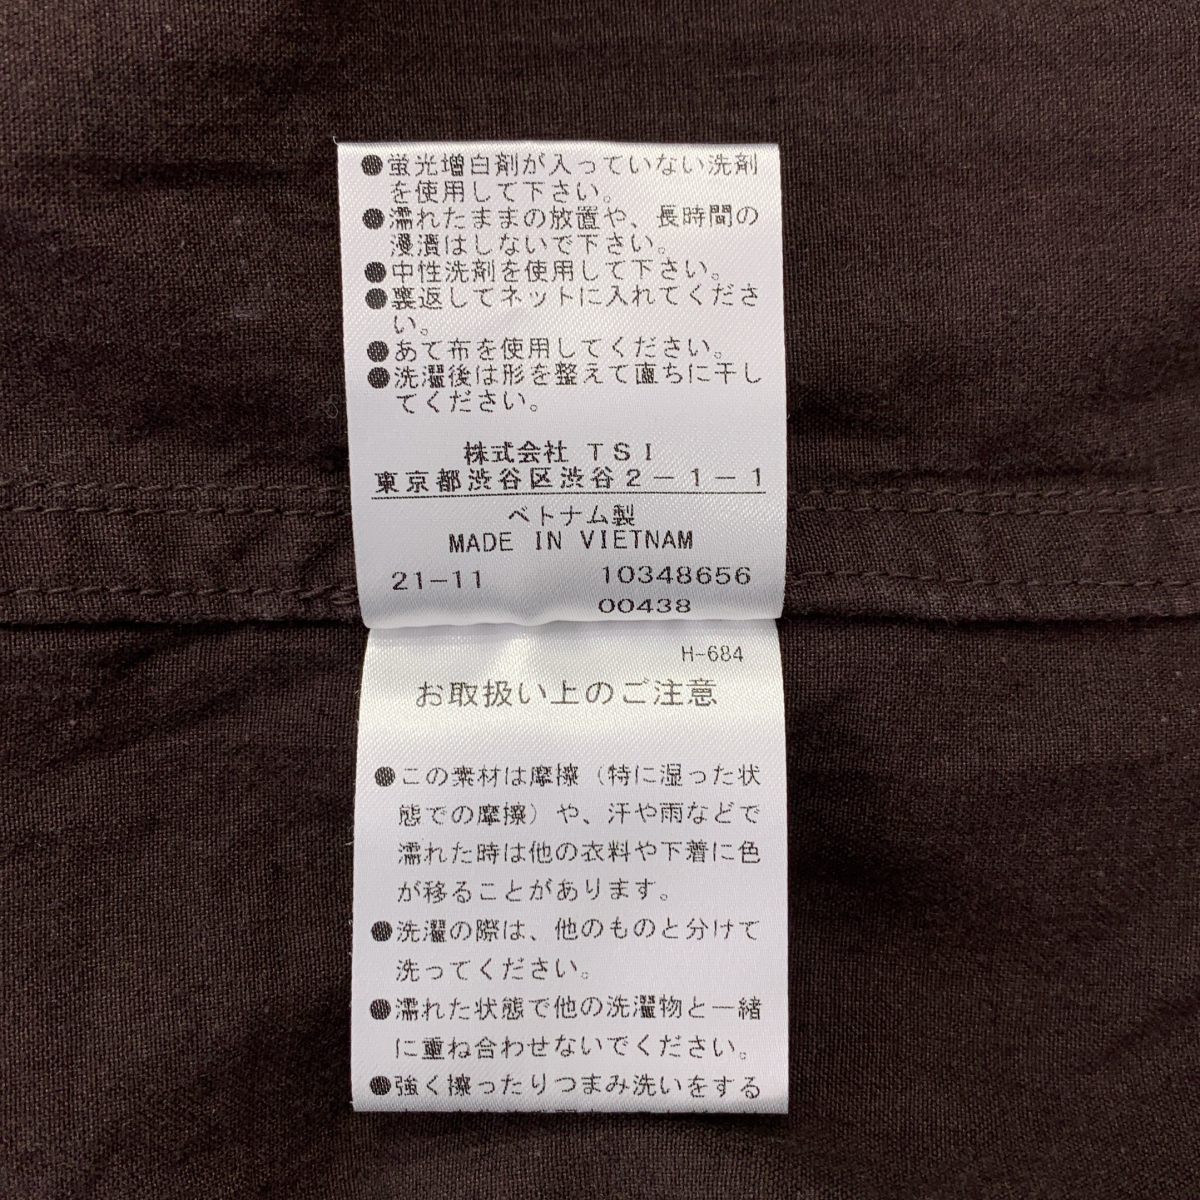 ●蛍光増白剤が入っていない洗剤
を使用して下さい。
●濡れたままの放置や、長時間の
浸漬はしないで下さい。
●中性洗剤を使用して下さい。
●裏返してネットに入れてくださ
い。
●あて布を使用してください。
●洗濯後は形を整えて直ちに干し
てください。
株式会社 TSI
東京都渋谷区渋谷2-1-1
ベトナム製
MADE IN VIETNAM
21-11 10348656
00438
H-684
お取扱い上のご注意
●この素材は摩擦（特に湿った状
態での摩擦）や、汗や雨などで
濡れた時は他の衣料や下着に色
が移ることがあります。
●洗濯の際は、他のものと分けて
洗ってください。
●濡れた状態で他の洗濯物と一緒
に重ね合わせないでください。
●強く擦ったりつまみ洗いをする